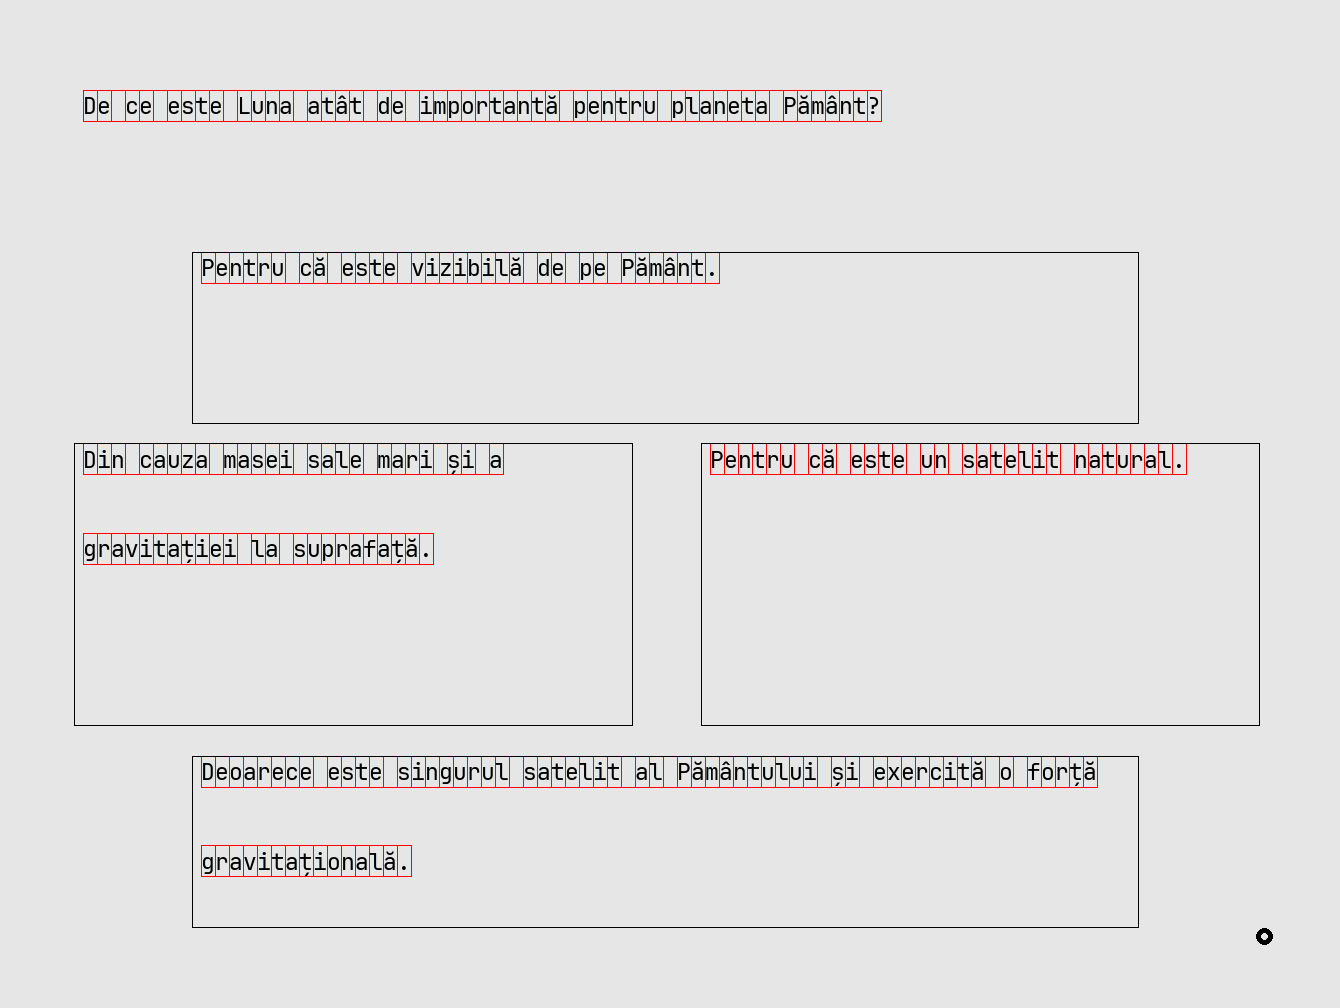 De ce este Luna atât de importantă pentru planeta Pământ?
Pentru că este vizibilă de pe Pământ.
Din cauza masei sale mari și a
gravitației la suprafață.
Pentru că este un satelit natural.
Deoarece este singurul satelit al Pământului și exercită o forță
gravitațională.